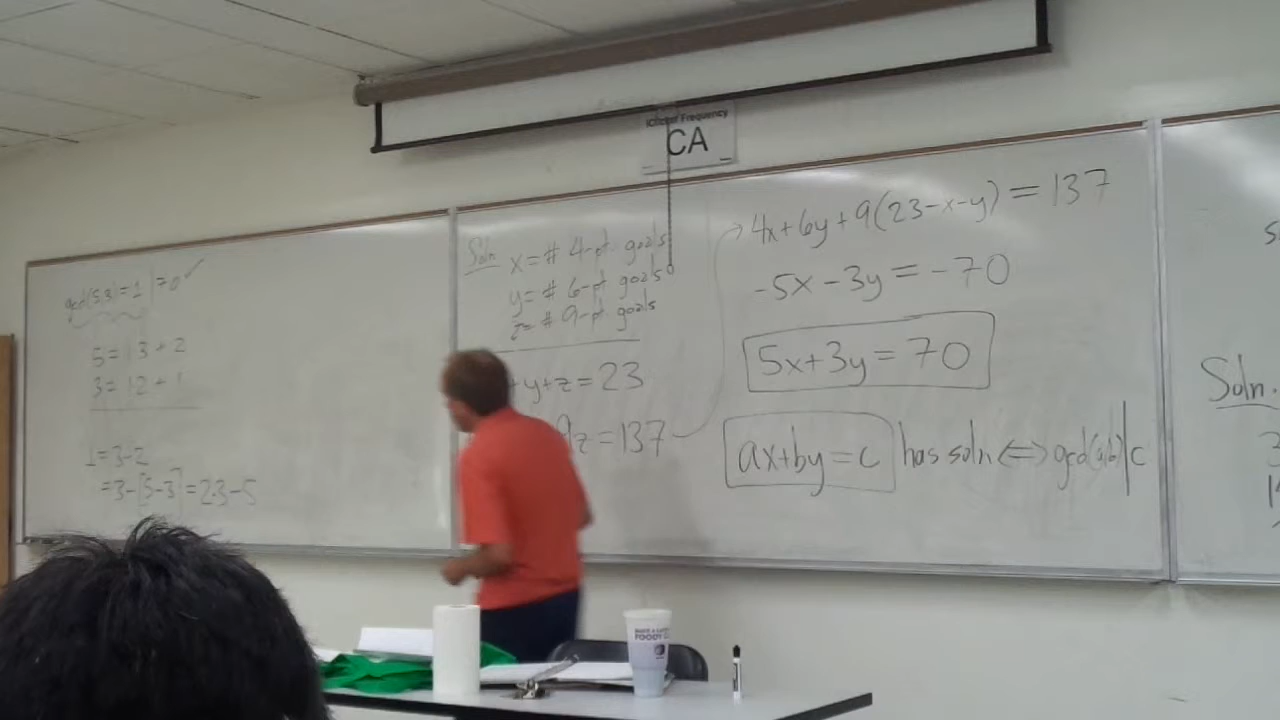 Frequency
CA
gcd(5,3)=1 | 70 ✓
5=1·3+2
3=1·2+1
1=3-2
=3-[5-3]=2·3-5
Soln.
x=# 4-pt. goals
y=# 6-pt goals
z=# 9-pt. goals
+y+z=23
9z=137
4x+6y+9(23-x-y)=137
-5x-3y=-70
5x+3y=70
ax+by=c has soln ⇔ gcd(a,b)|c
Soln.
FOODY